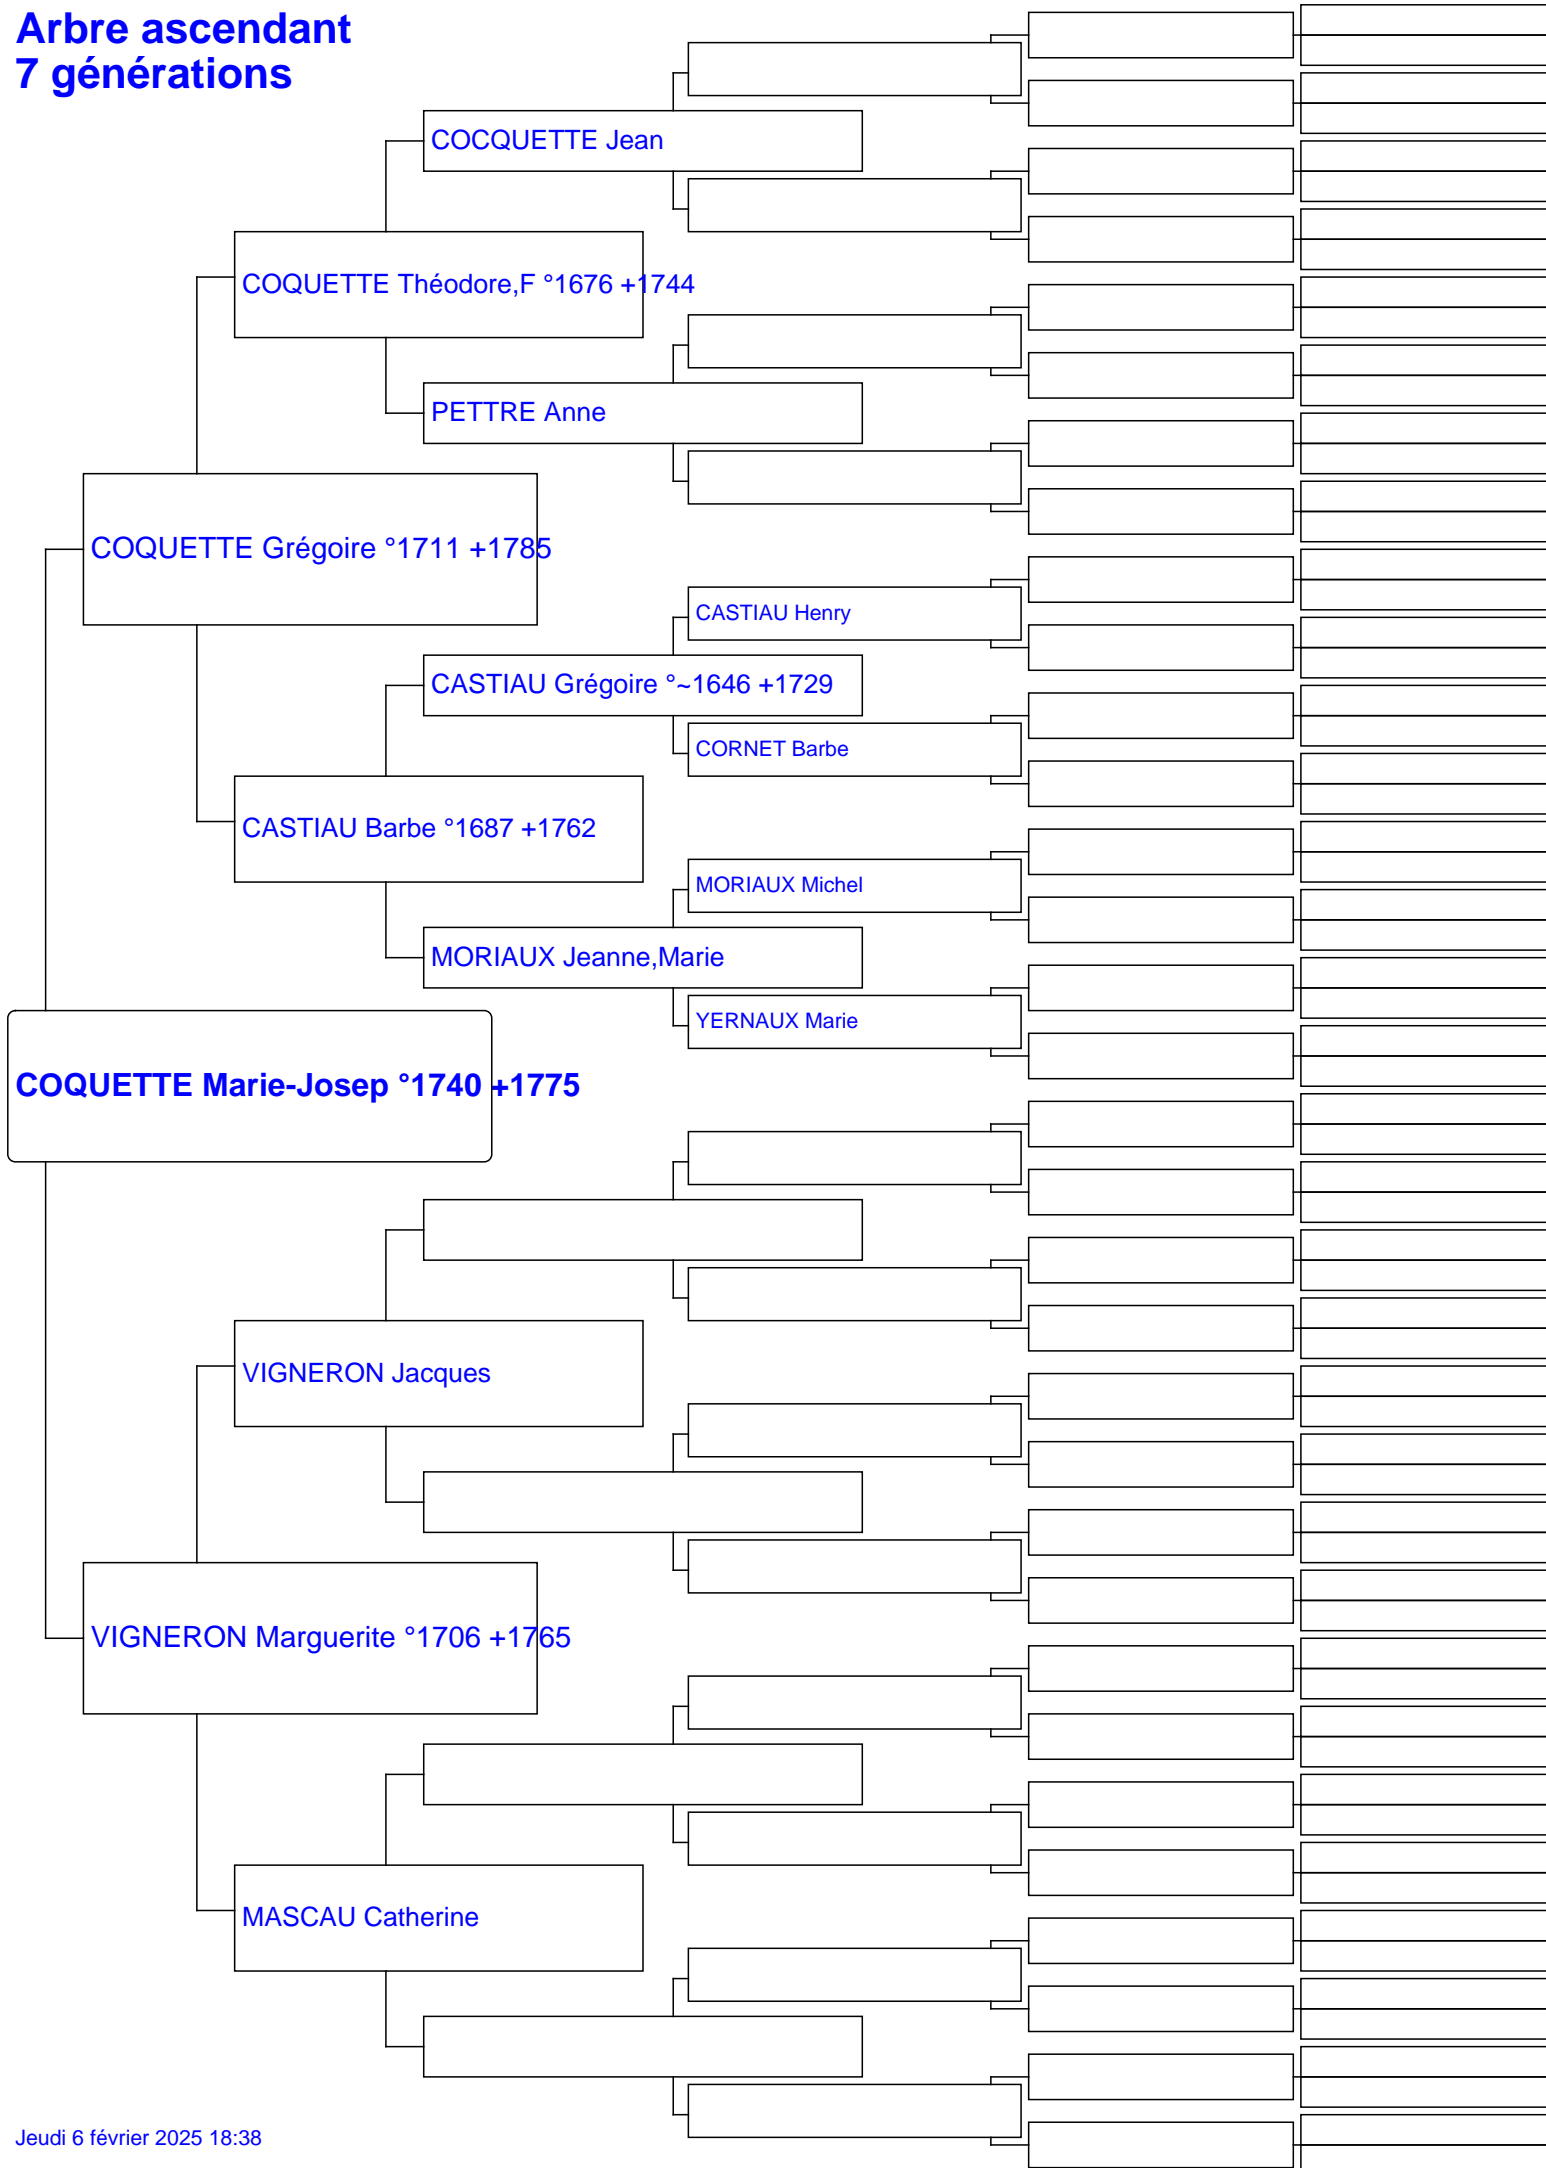 Arbre ascendant
7 générations
COCQUETTE Jean
COQUETTE Théodore,F °1676 +1744
PETTRE Anne
COQUETTE Grégoire °1711 +1785
CASTIAU Henry
CASTIAU Grégoire °~1646 +1729
CORNET Barbe
CASTIAU Barbe °1687 +1762
MORIAUX Michel
MORIAUX Jeanne,Marie
YERNAUX Marie
COQUETTE Marie-Josep °1740 +1775
VIGNERON Jacques
VIGNERON Marguerite °1706 +1765
MASCAU Catherine
Jeudi 6 février 2025 18:38